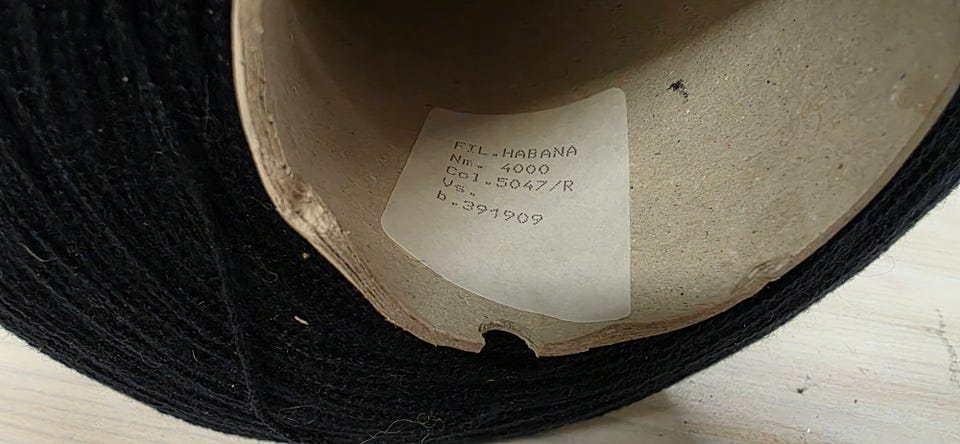 FIL.HABANA
Nm. 4000
Col.5047/R
Vs.
b.391909